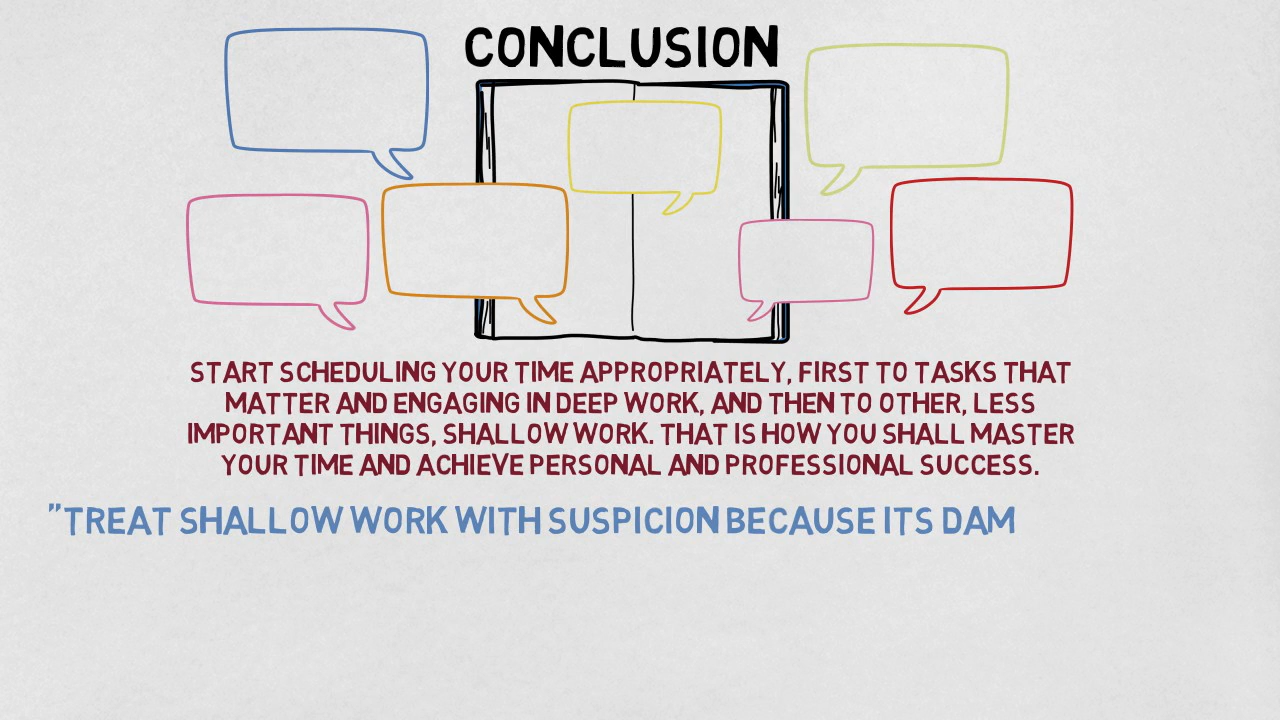 CONCLUSION
START SCHEDULING YOUR TIME APPROPRIATELY, FIRST TO TASKS THAT
MATTER AND ENGAGING IN DEEP WORK, AND THEN TO OTHER, LESS
IMPORTANT THINGS, SHALLOW WORK. THAT IS HOW YOU SHALL MASTER
YOUR TIME AND ACHIEVE PERSONAL AND PROFESSIONAL SUCCESS.
"TREAT SHALLOW WORK WITH SUSPICION BECAUSE ITS DAM